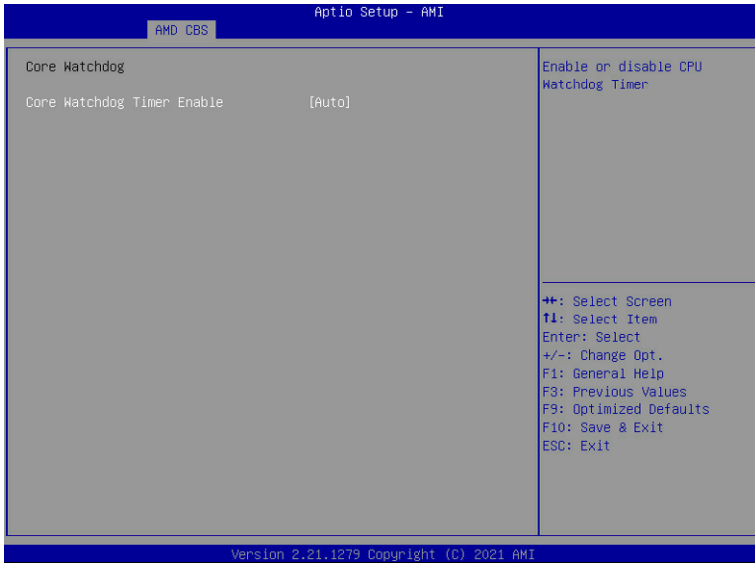 Aptio Setup – AMI
AMD CBS
Core Watchdog
Core Watchdog Timer Enable [Auto]
Enable or disable CPU
Watchdog Timer
→←: Select Screen
↑↓: Select Item
Enter: Select
+/-: Change Opt.
F1: General Help
F3: Previous Values
F9: Optimized Defaults
F10: Save & Exit
ESC: Exit
Version 2.21.1279 Copyright (C) 2021 AMI